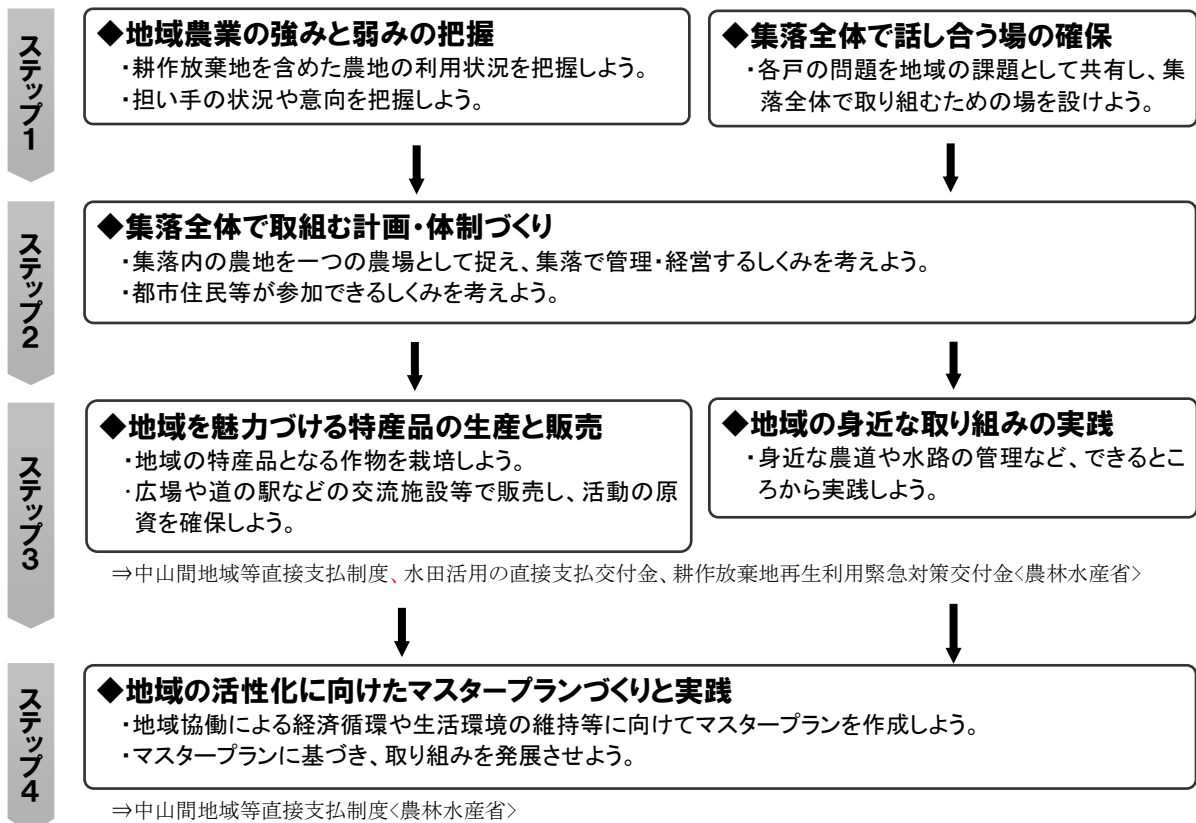 ステップ1
◆地域農業の強みと弱みの把握
・耕作放棄地を含めた農地の利用状況を把握しよう。
・担い手の状況や意向を把握しよう。
◆集落全体で話し合う場の確保
・各戸の問題を地域の課題として共有し、集
落全体で取り組むための場を設けよう。
ステップ2
◆集落全体で取組む計画・体制づくり
・集落内の農地を一つの農場として捉え、集落で管理・経営するしくみを考えよう。
・都市住民等が参加できるしくみを考えよう。
ステップ3
◆地域を魅力づける特産品の生産と販売
・地域の特産品となる作物を栽培しよう。
・広場や道の駅などの交流施設等で販売し、活動の原
資を確保しよう。
◆地域の身近な取り組みの実践
・身近な農道や水路の管理など、できるとこ
ろから実践しよう。
⇒中山間地域等直接支払制度、水田活用の直接支払交付金、耕作放棄地再生利用緊急対策交付金<農林水産省>
ステップ4
◆地域の活性化に向けたマスタープランづくりと実践
・地域協働による経済循環や生活環境の維持等に向けてマスタープランを作成しよう。
・マスタープランに基づき、取り組みを発展させよう。
⇒中山間地域等直接支払制度<農林水産省>